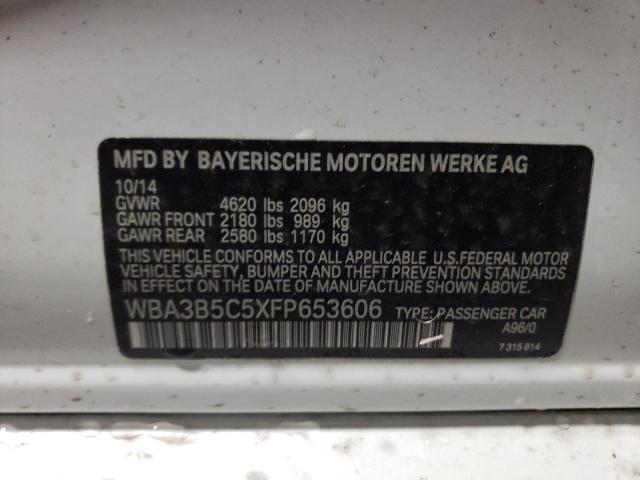 MFD BY BAYERISCHE MOTOREN WERKE AG
10/14
GVWR 4620 lbs 2096 kg
GAWR FRONT 2180 lbs 989 kg
GAWR REAR 2580 lbs 1170 kg
THIS VEHICLE CONFORMS TO ALL APPLICABLE U.S.FEDERAL MOTOR
VEHICLE SAFETY, BUMPER AND THEFT PREVENTION STANDARDS
IN EFFECT ON THE DATE OF MANUFACTURE SHOWN ABOVE.
WBA3B5C5XFP653606 TYPE: PASSENGER CAR
A96/0
7 315 814